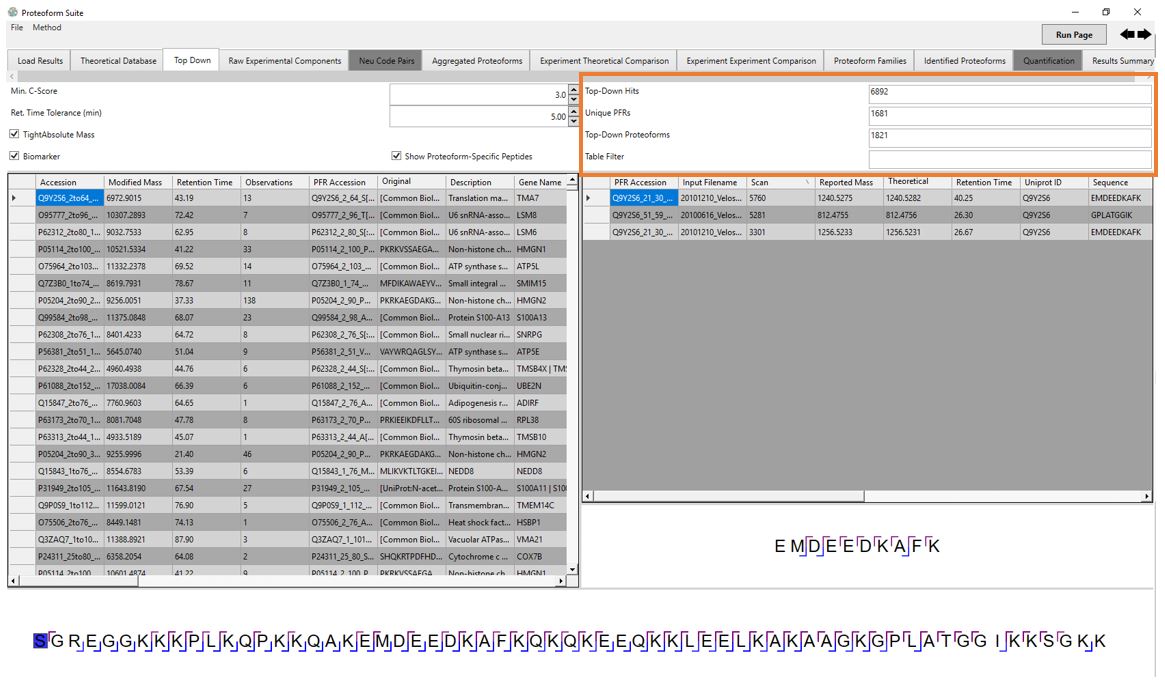 Proteoform Suite
File Method
Run Page
Load Results Theoretical Database Top Down Raw Experimental Components Neu Code Pairs Aggregated Proteoforms Experiment Theoretical Comparison Experiment Experiment Comparison Proteoform Families Identified Proteoforms Quantification Results Summary
Min. C-Score 3.0
Ret. Time Tolerance (min) 5.00
TightAbsolute Mass
Biomarker Show Proteoform-Specific Peptides
Top-Down Hits 6892
Unique PFRs 1681
Top-Down Proteoforms 1821
Table Filter
Accession Modified Mass Retention Time Observations PFR Accession Original Description Gene Name
Q9Y2S6_2to64_... 6972.9015 43.19 13 Q9Y2S6_2_64_S[... [Common Biol... Translation ma... TMA7
O95777_2to96_... 10307.2893 72.42 7 O95777_2_96_T[... [Common Biol... U6 snRNA-asso... LSM8
P62312_2to80_1... 9032.7533 62.95 8 P62312_2_80_S[... [Common Biol... U6 snRNA-asso... LSM6
P05114_2to100_... 10521.5334 41.22 33 P05114_2_100_P... PKRKVSSAEGA... Non-histone ch... HMGN1
O75964_2to103... 11332.2378 69.52 14 O75964_2_103_... [Common Biol... ATP synthase s... ATP5L
Q7Z3B0_1to74_... 8619.7931 78.67 11 Q7Z3B0_1_74_... MFDIKAWAEYV... Small integral ... SMIM15
P05204_2to90_2... 9256.0051 37.33 138 P05204_2_90_P... PKRKAEGDAKG... Non-histone ch... HMGN2
Q99584_2to98_... 11375.0848 68.07 23 Q99584_2_98_A... [Common Biol... Protein S100-A13 S100A13
P62308_2to76_1... 8401.4233 64.72 8 P62308_2_76_S[... [Common Biol... Small nuclear ri... SNRPG
P56381_2to51_1... 5645.0740 51.04 9 P56381_2_51_V... VAYWRQAGLSY... ATP synthase s... ATP5E
P62328_2to44_2... 4960.4938 44.76 6 P62328_2_44_S[... [Common Biol... Thymosin beta... TMSB4X | TMS
P61088_2to152_... 17038.0084 66.39 6 P61088_2_152_... [Common Biol... Ubiquitin-conj... UBE2N
Q15847_2to76_... 7760.9603 64.65 1 Q15847_2_76_A... [Common Biol... Adipogenesis r... ADIRF
P63173_2to70_1... 8081.7048 47.78 8 P63173_2_70_P... PRKIEEIKDFLLT... 60S ribosomal ... RPL38
P63313_2to44_1... 4933.5189 45.07 1 P63313_2_44_A[... [Common Biol... Thymosin beta... TMSB10
P05204_2to90_3... 9255.9996 21.40 46 P05204_2_90_P... PKRKAEGDAKG... Non-histone ch... HMGN2
Q15843_1to76_... 8554.6783 53.39 6 Q15843_1_76_M... MLIKVKTLTGKEI... NEDD8 NEDD8
P31949_2to105_... 11643.8190 67.54 27 P31949_2_105_... [UniProt:N-acet... Protein S100-A... S100A11 | S100
Q9P0S9_1to112... 11599.0121 76.90 5 Q9P0S9_1_112_... [Common Biol... Transmembran... TMEM14C
O75506_2to76_... 8449.1481 74.13 1 O75506_2_76_A... [Common Biol... Heat shock fact... HSBP1
Q3ZAQ7_1to10... 11388.8921 87.90 3 Q3ZAQ7_1_101... [Common Biol... Vacuolar ATPas... VMA21
P24311_25to80_... 6358.2054 64.08 2 P24311_25_80_S... SHQKRTPDFHD... Cytochrome c ... COX7B
P05114_2to100_... 10601.4874 41.22 9 P05114_2_100_P... PKRKVSSAEGA... Non-histone ch... HMGN1
PFR Accession Input Filename Scan Reported Mass Theoretical Retention Time Uniprot ID Sequence
Q9Y2S6_21_30_... 20101210_Velos... 5760 1240.5275 1240.5282 40.25 Q9Y2S6 EMDEEDKAFK
Q9Y2S6_51_59_... 20100616_Velos... 5281 812.4755 812.4756 26.30 Q9Y2S6 GPLATGGIK
Q9Y2S6_21_30_... 20101210_Velos... 3301 1256.5233 1256.5231 26.67 Q9Y2S6 EMDEEDKAFK
EMDEEDKAFK
SGREGGKKKPLKQPKKQAKEMDEEDKAFKQKQKEEQKKLEELKAKAAGKGPLATGGIKKSGKK